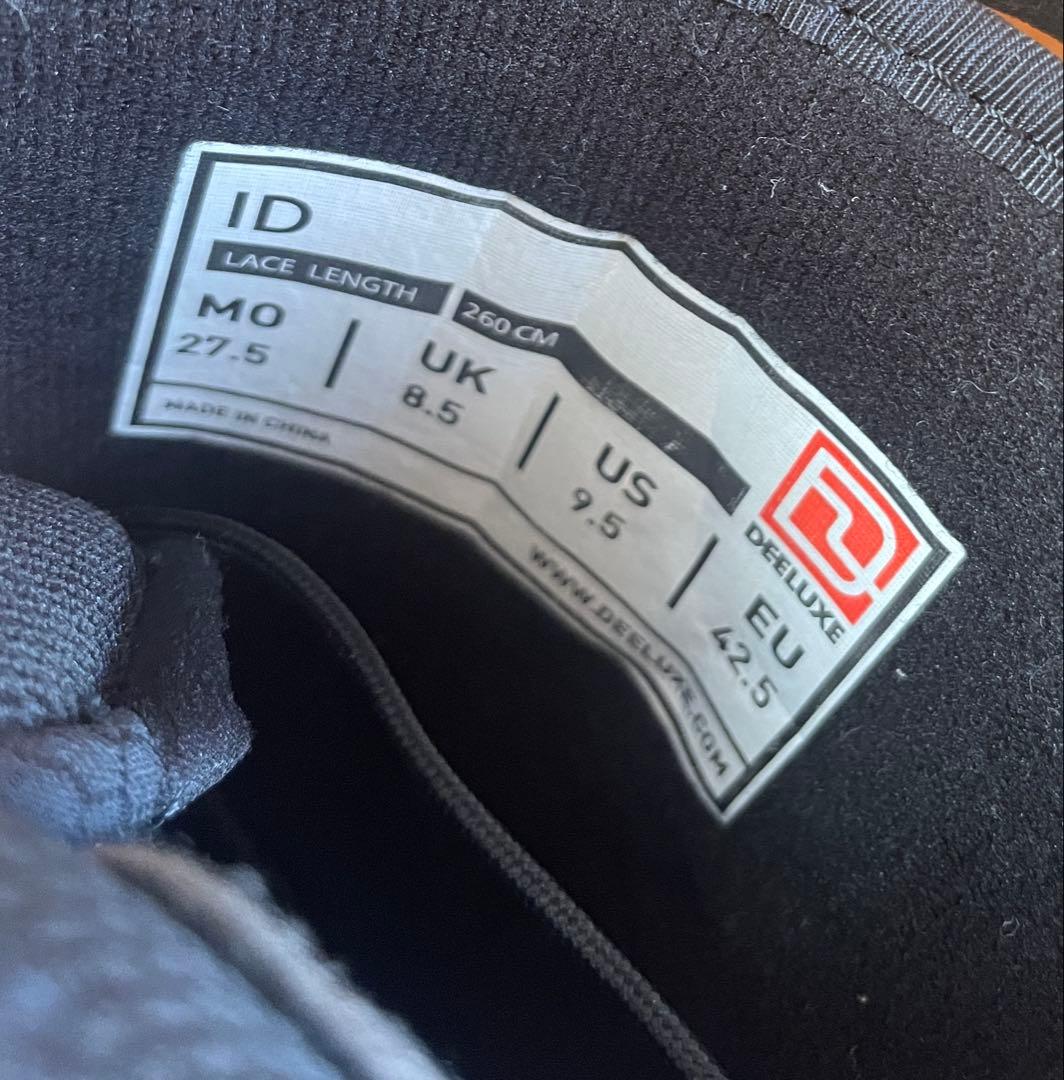 ID
LACE LENGTH 260 CM
MO UK US EU
27.5 8.5 9.5 42.5
MADE IN CHINA
WWW.DEELUXE.COM
DEELUXE